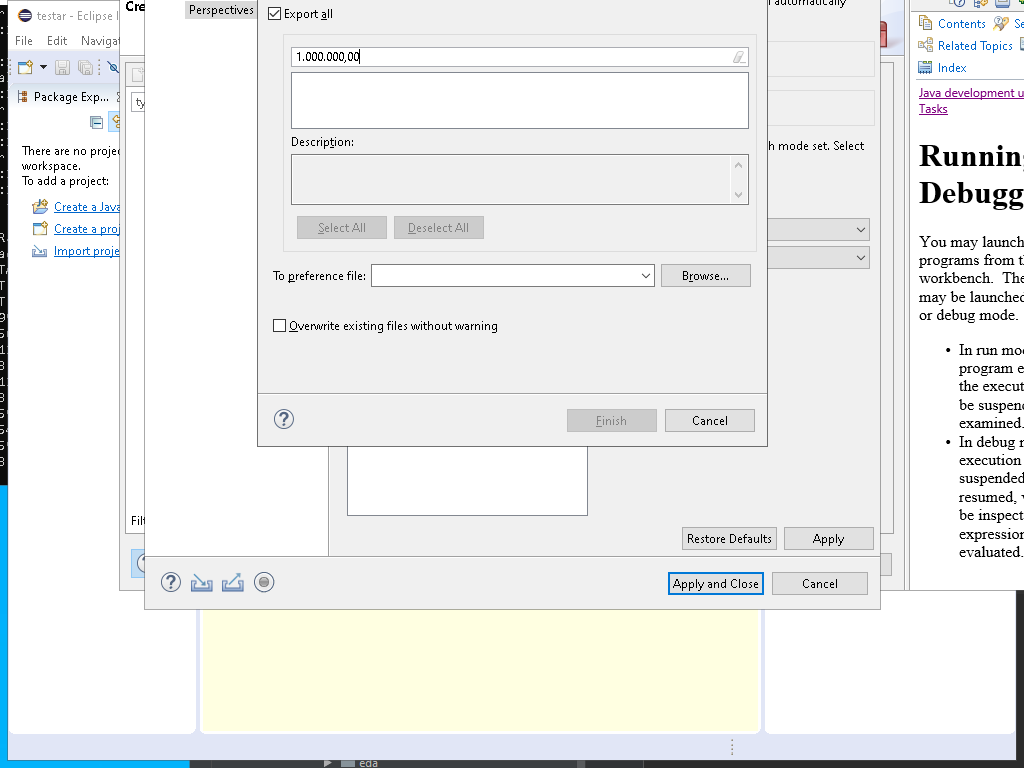 testar - Eclipse I
File Edit Navigat
Package Exp...
There are no projec
workspace.
To add a project:
Create a Java
Create a proj
Import proje
Cre
ty
Filt
Perspectives
Export all
1.000.000,00
Description:
Select All Deselect All
To preference file: Browse...
Overwrite existing files without warning
Finish Cancel
automatically
h mode set. Select
Restore Defaults Apply
Apply and Close Cancel
Contents Se
Related Topics
Index
Java development u
Tasks
Running
Debugg
You may launch
programs from th
workbench. The
may be launched
or debug mode.
• In run mod
program e
the execut
be suspend
examined.
• In debug m
execution
suspended
resumed, v
be inspect
expression
evaluated.
eda